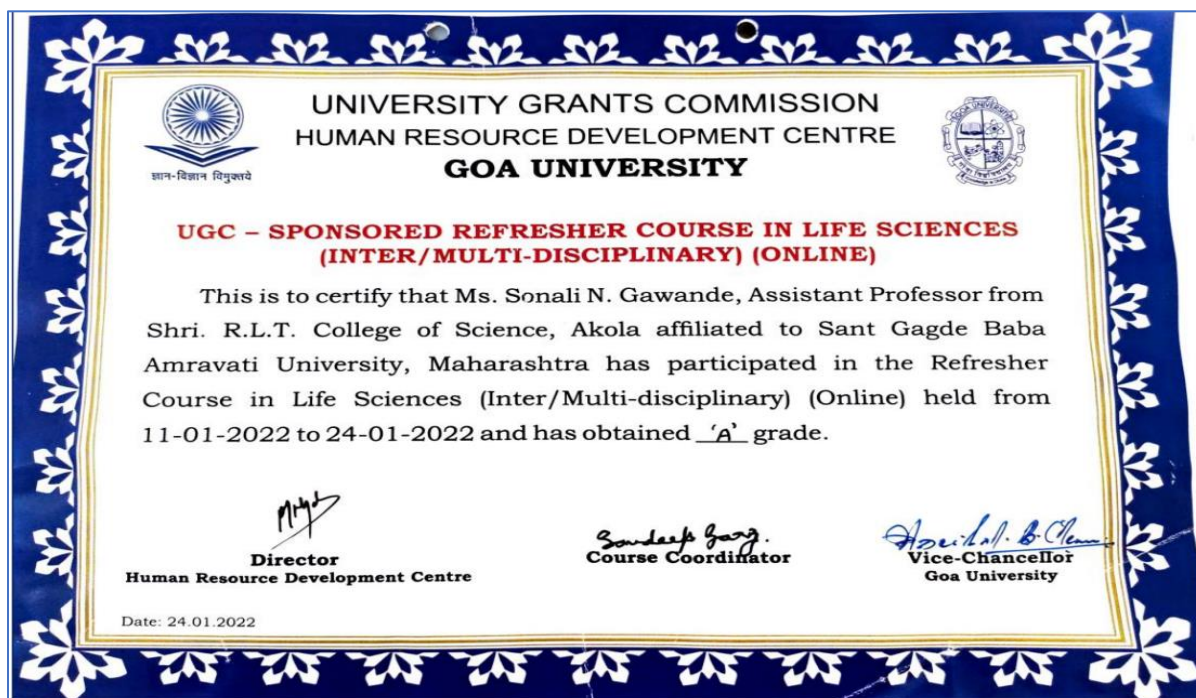 UNIVERSITY GRANTS COMMISSION
HUMAN RESOURCE DEVELOPMENT CENTRE
GOA UNIVERSITY
ज्ञान-विज्ञान विमुक्तये
GOA UNIVERSITY
UGC – SPONSORED REFRESHER COURSE IN LIFE SCIENCES
(INTER/MULTI-DISCIPLINARY) (ONLINE)
This is to certify that Ms. Sonali N. Gawande, Assistant Professor from
Shri. R.L.T. College of Science, Akola affiliated to Sant Gagde Baba
Amravati University, Maharashtra has participated in the Refresher
Course in Life Sciences (Inter/Multi-disciplinary) (Online) held from
11-01-2022 to 24-01-2022 and has obtained 'A' grade.
Sandeep Garg.
Director
Human Resource Development Centre
Course Coordinator
Vice-Chancellor
Goa University
Date: 24.01.2022